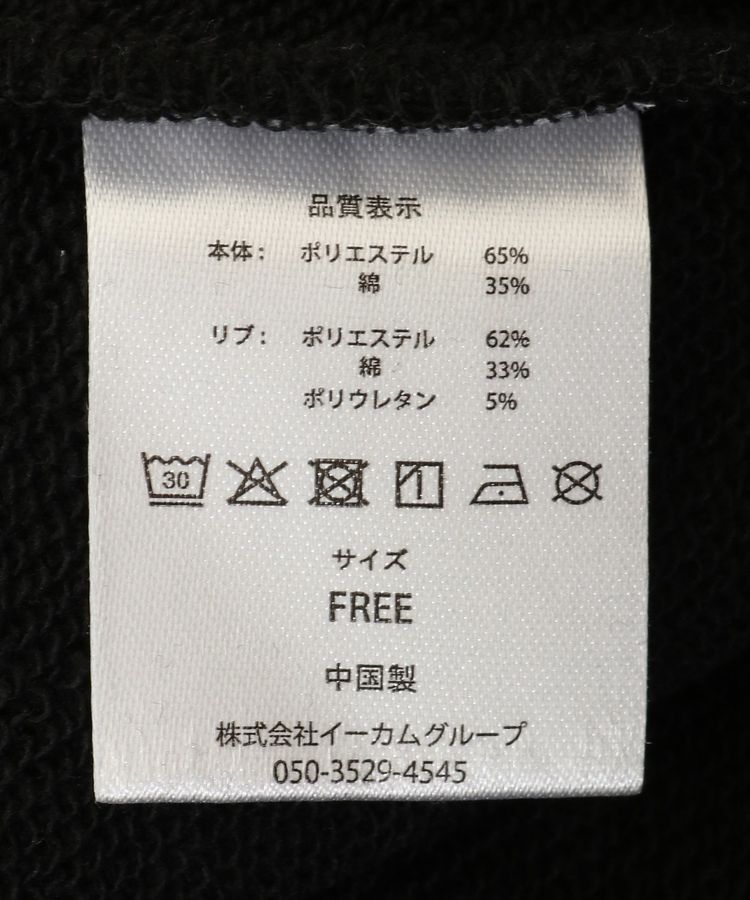 品質表示
本体: ポリエステル 65%
綿 35%
リブ: ポリエステル 62%
綿 33%
ポリウレタン 5%
30
サイズ
FREE
中国製
株式会社イーカムグループ
050-3529-4545